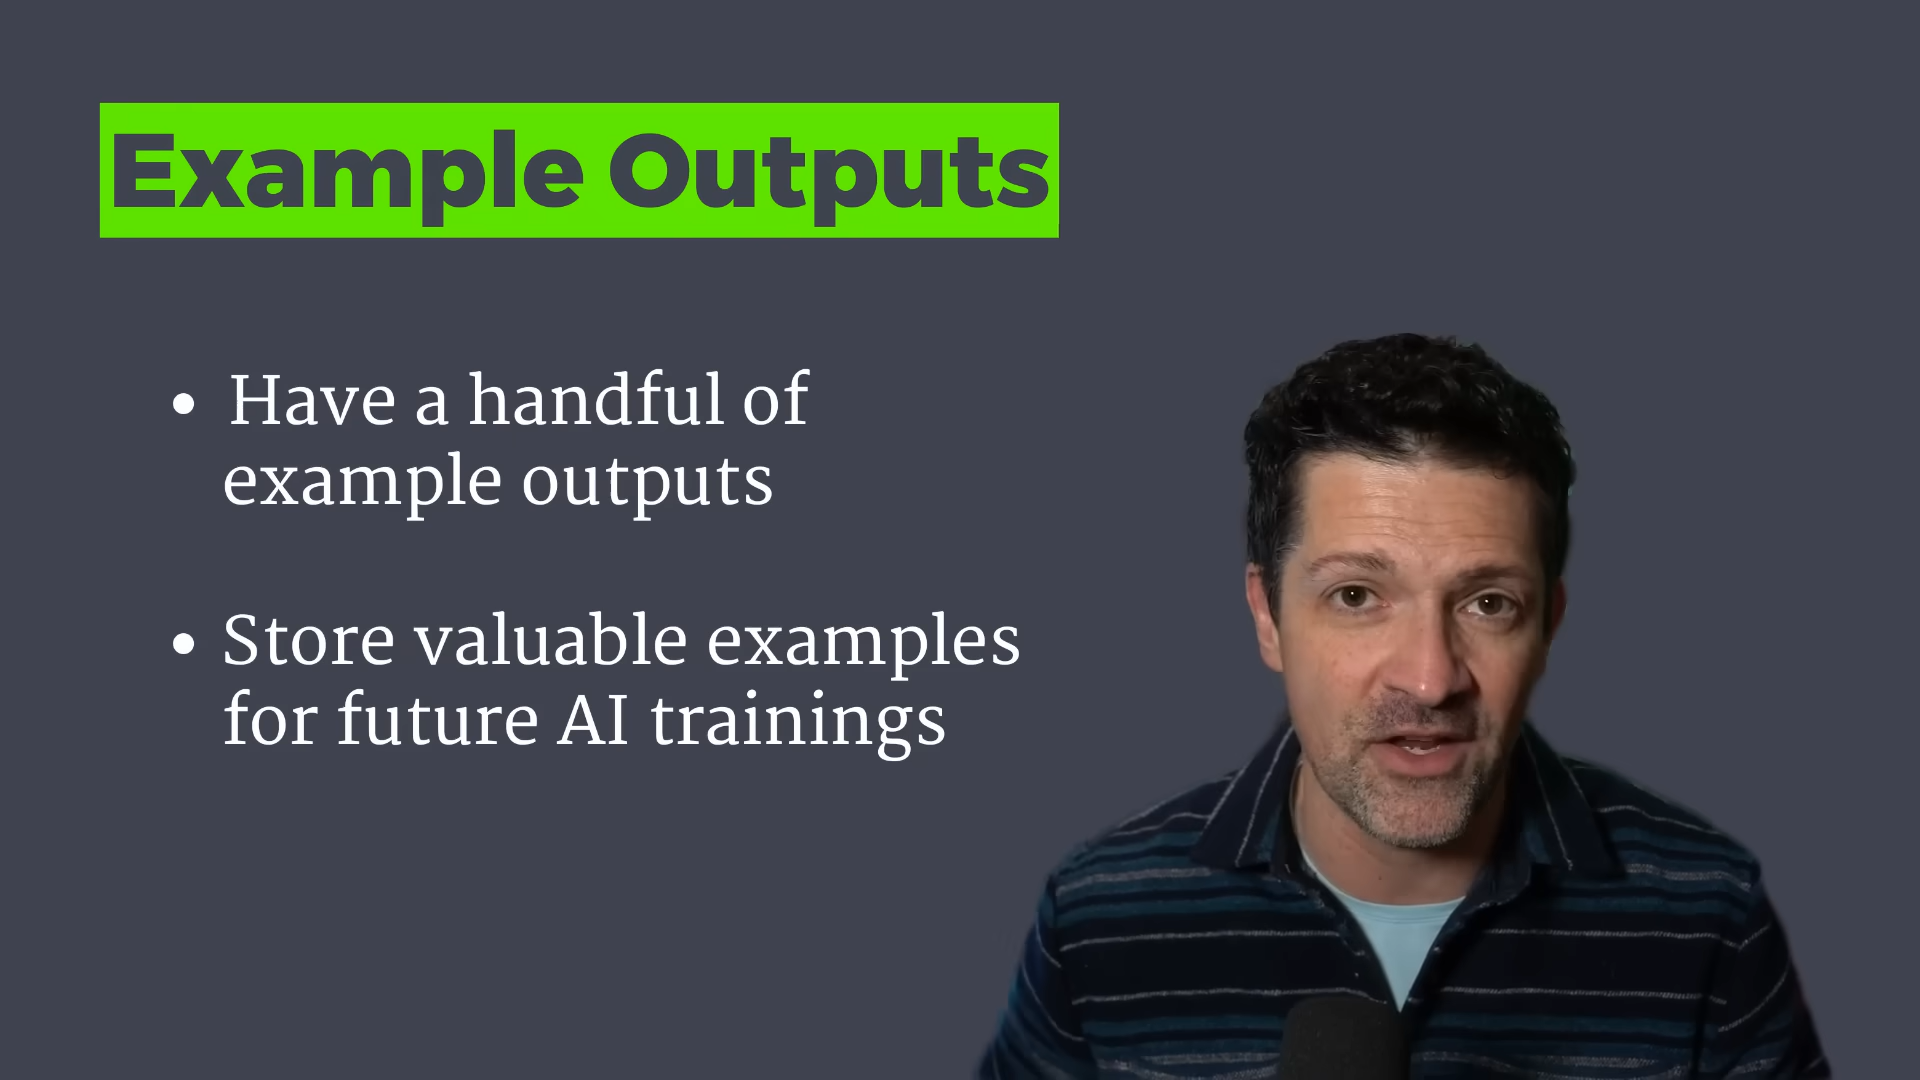 Example Outputs
• Have a handful of
example outputs
• Store valuable examples
for future AI trainings